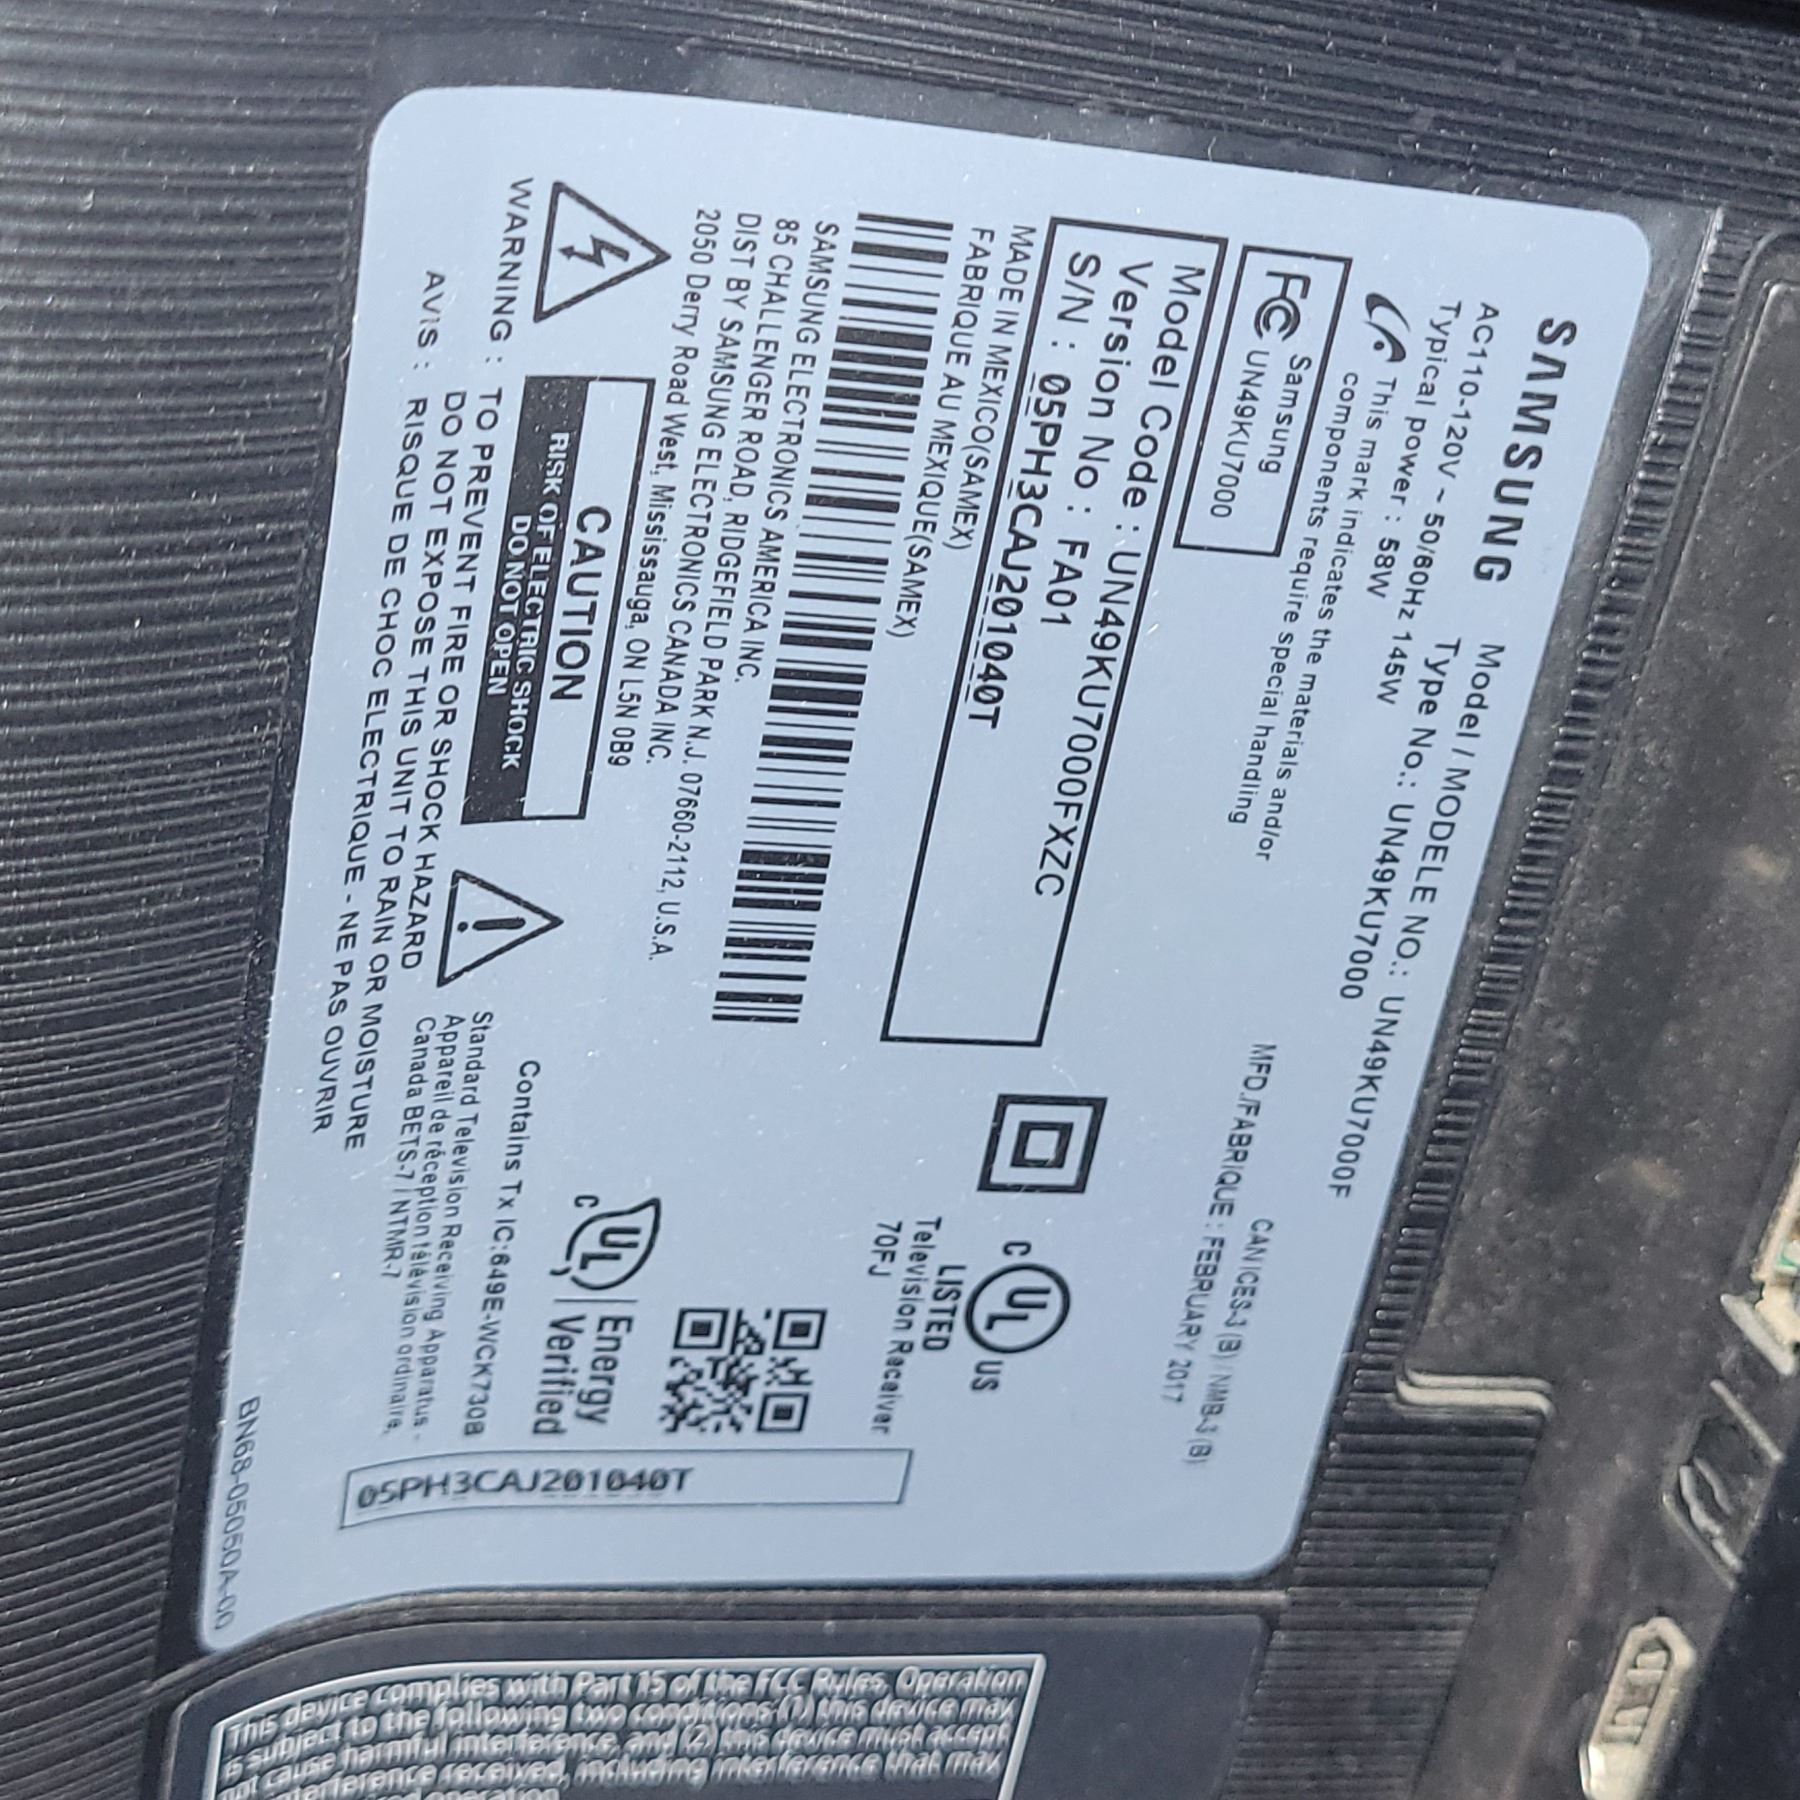 SAMSUNG
Model / MODELE NO.: UN49KU7000F
AC110-120V ~ 50/60Hz 145W
Type No.: UN49KU7000
Typical power : 58W
This mark indicates the materials and/or
components require special handling
FC Samsung
UN49KU7000
CAN ICES-3 (B) / NMB-3 (B)
MFD./FABRIQUE : FEBRUARY 2017
Model Code : UN49KU7000FXZC
Version No : FA01
S/N : 05PH3CAJ201040T
MADE IN MEXICO(SAMEX)
FABRIQUE AU MEXIQUE(SAMEX)
C UL US
LISTED
Television Receiver
70FJ
SAMSUNG ELECTRONICS AMERICA INC.
85 CHALLENGER ROAD, RIDGEFIELD PARK N.J. 07660-2112, U.S.A.
DIST BY SAMSUNG ELECTRONICS CANADA INC.
2050 Derry Road West, Mississauga, ON L5N 0B9
C UL Energy
Verified
CAUTION
RISK OF ELECTRIC SHOCK
DO NOT OPEN
WARNING : TO PREVENT FIRE OR SHOCK HAZARD
DO NOT EXPOSE THIS UNIT TO RAIN OR MOISTURE
AVIS : RISQUE DE CHOC ELECTRIQUE - NE PAS OUVRIR
Contains Tx IC:649E-WCK730B
Standard Television Receiving Apparatus -
Appareil de réception télévision ordinaire,
Canada BETS-7 / NTMR-7
05PH3CAJ201040T
BN68-05050A-00
This device complies with Part 15 of the FCC Rules. Operation
is subject to the following two conditions:(1) this device may
not cause harmful interference, and (2) this device must accept
interference received, including interference that may
operation